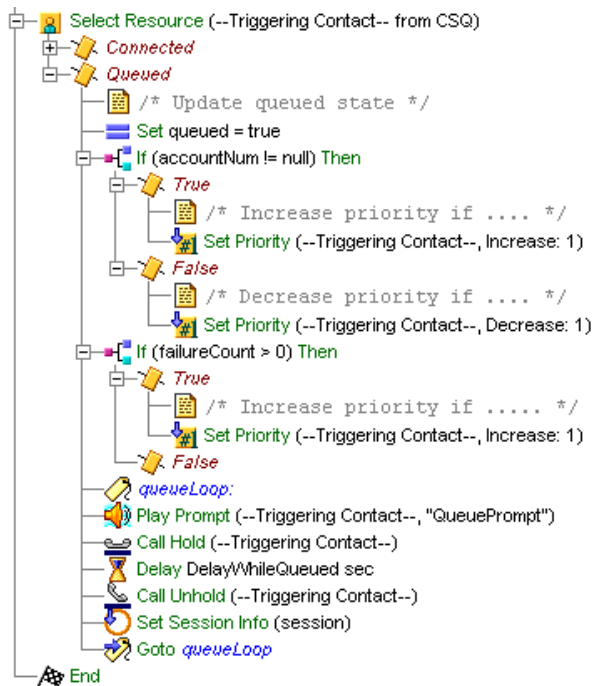 Select Resource (--Triggering Contact-- from CSQ)
Connected
Queued
/* Update queued state */
Set queued = true
If (accountNum != null) Then
True
/* Increase priority if .... */
Set Priority (--Triggering Contact--, Increase: 1)
False
/* Decrease priority if .... */
Set Priority (--Triggering Contact--, Decrease: 1)
If (failureCount > 0) Then
True
/* Increase priority if ..... */
Set Priority (--Triggering Contact--, Increase: 1)
False
queueLoop:
Play Prompt (--Triggering Contact--, "QueuePrompt")
Call Hold (--Triggering Contact--)
Delay DelayWhileQueued sec
Call Unhold (--Triggering Contact--)
Set Session Info (session)
Goto queueLoop
End